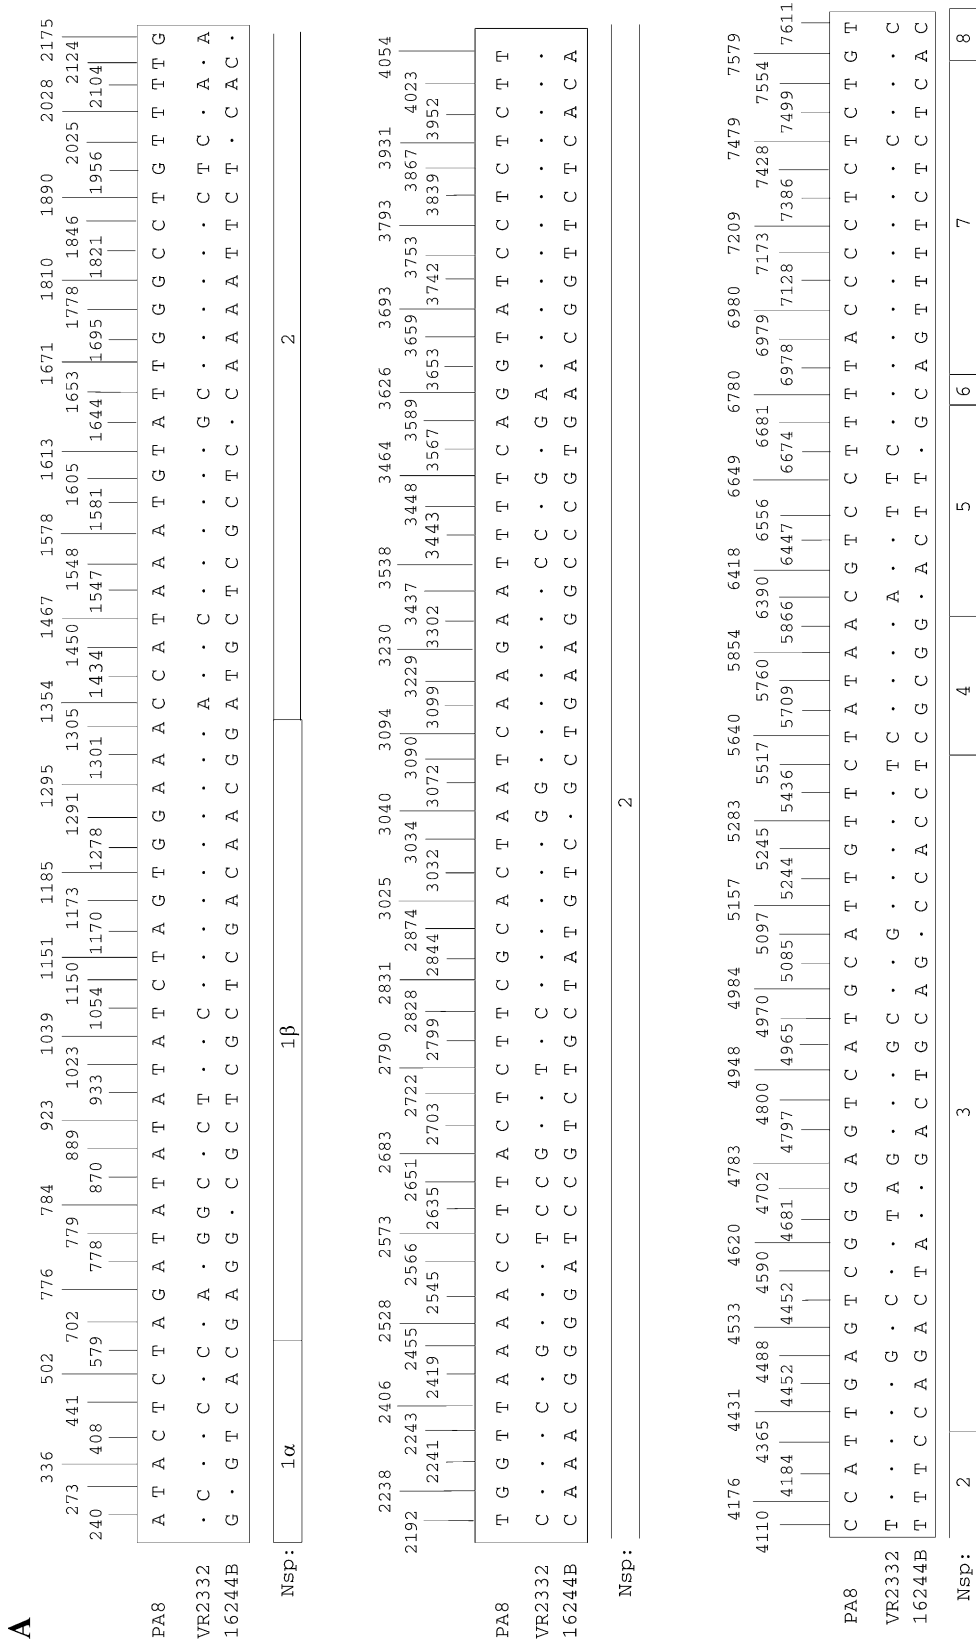 A
336 502 776 784 923 1039 1151 1185 1295 1354 1467 1578 1613 1671 1810 1890 2028 2175
273 441 702 779 889 1023 1150 1173 1291 1305 1450 1548 1605 1653 1778 1846 2025 2124
240 408 579 778 870 933 1054 1170 1278 1301 1434 1547 1581 1644 1695 1821 1956 2104
PA8 A T A C T C T A G A T A T A T A T A T C T A G T G G A A A C C A T A A A T G T A T T G G G C C T G T T T T G
VR2332 · C · · C · C · A · G G C · C T · · C · · · · · · · · · · A · · C · · · · · · G C · · · · · · C T C · A · A
16244B G · G T C A C G A G G · C G C T C G C T C G A C A A C G G A T G C T C G C T C · C A A A A T T C T · C A C ·
Nsp: 1α 1β 2
2238 2406 2528 2573 2683 2790 2831 3025 3040 3094 3230 3538 3464 3626 3693 3793 3931 4054
2192 2243 2455 2566 2651 2722 2828 2874 3034 3090 3229 3437 3448 3589 3659 3753 3867 4023
2241 2419 2545 2635 2703 2799 2844 3032 3072 3099 3302 3443 3567 3653 3742 3839 3952
PA8 T G G T T A A A A C C T T A C T C T T C G C A C T A A T C A A G A A T T T C A G G T A T C C T C T C T T
VR2332 C · · · C · G · · · T C C G · · T · C · · · · · · G G · · · · · · C C · G · G A · · · · · · · · · · · ·
16244B C A A A C G G G A T C C G T C T G C T A T G T C · G C T G A A G G C C C G T G A A C G G T T C T C A C A
Nsp: 2
4176 4431 4533 4620 4783 4948 4984 5157 5283 5640 5854 6418 6649 6780 6980 7209 7479 7579
4110 4365 4488 4590 4702 4800 4970 5097 5245 5517 5760 6390 6556 6681 6979 7173 7428 7554 7611
4184 4452 4452 4681 4797 4965 5085 5244 5436 5709 5866 6447 6674 6978 7128 7386 7499
PA8 C C A T T G A G T C G G G A G T C A T G C A T T G T T C T A T A A C G T C C T T T A C C C C T C T C T G T
VR2332 T · · · · · G · C · · T A G · · · G C · · G · · · · · T C · · · · A · · T T C · · · · · · · · · · C · · · C
16244B T T T C C A G A C T A · · G A C T G C A G · C C A C C T C G C G G · A C T T · G C A G T T T T C T C T C A C
Nsp: 2 3 4 5 6 7 8